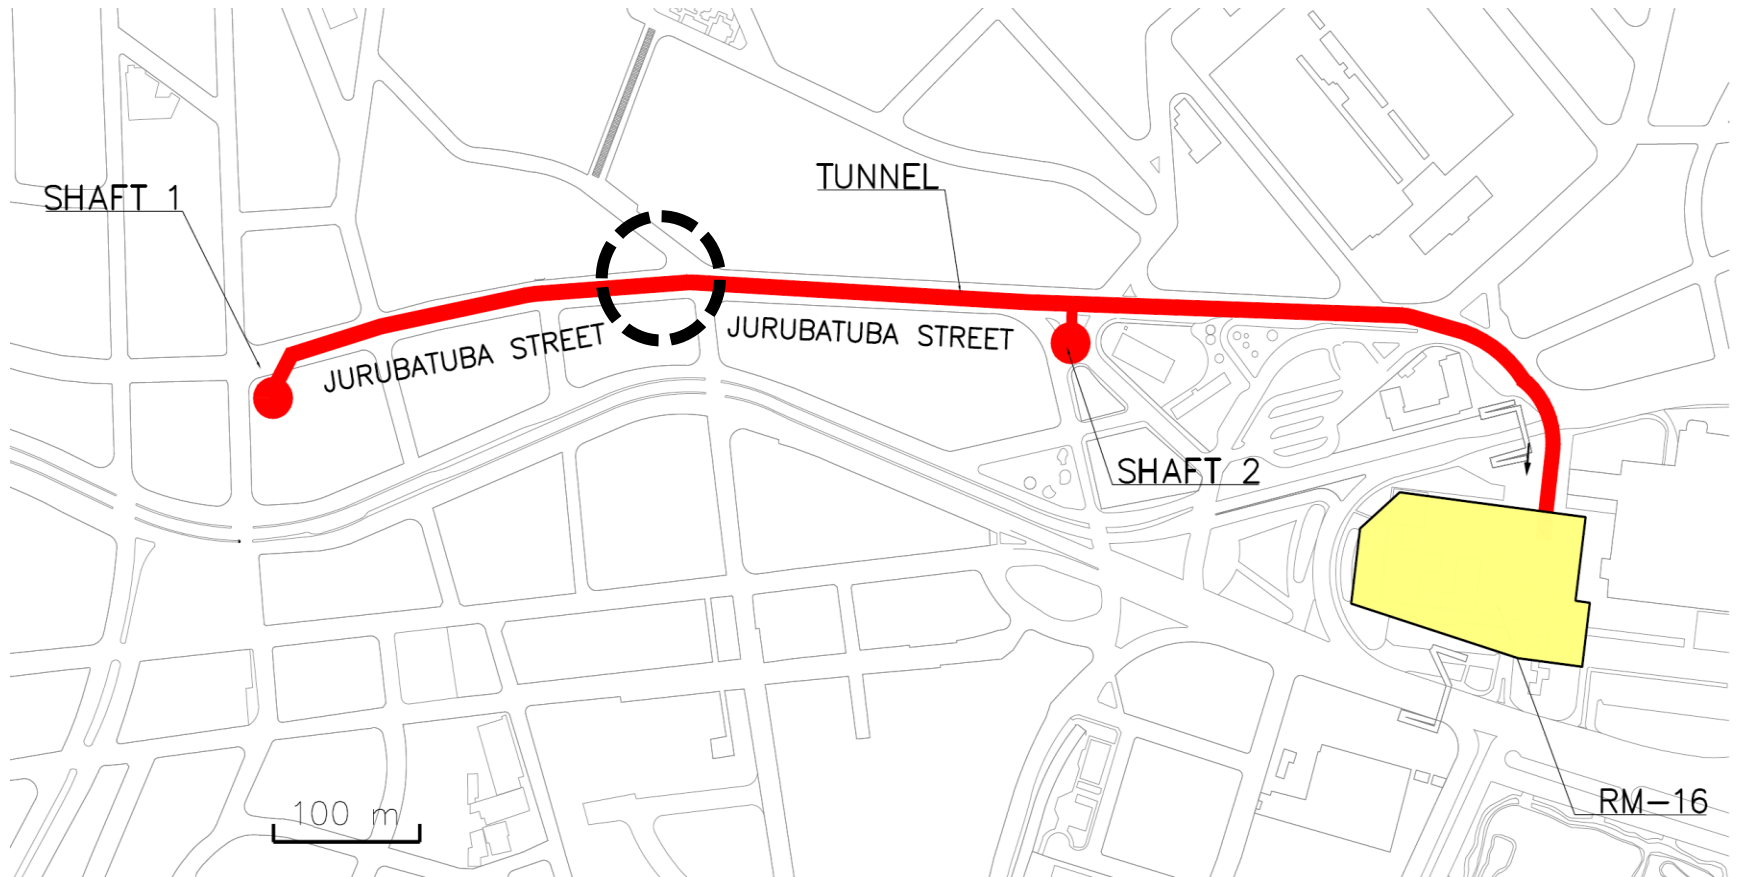 TUNNEL
SHAFT 1
JURUBATUBA STREET
JURUBATUBA STREET
SHAFT 2
RM-16
100 m